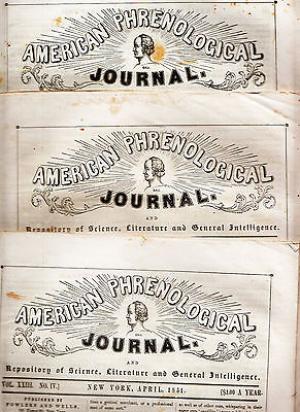 AMERICAN PHRENOLOGICAL
JOURNAL.
AMERICAN PHRENOLOGICAL
JOURNAL.
AND
Repository of Science, Literature and General Intelligence.
AMERICAN PHRENOLOGICAL
JOURNAL.
AND
Repository of Science, Literature and General Intelligence.
VOL. XIII. NO. IV.] NEW YORK, APRIL, 1851. [$1.00 A YEAR.
PUBLISHED BY
FOWLERS AND WELLS,